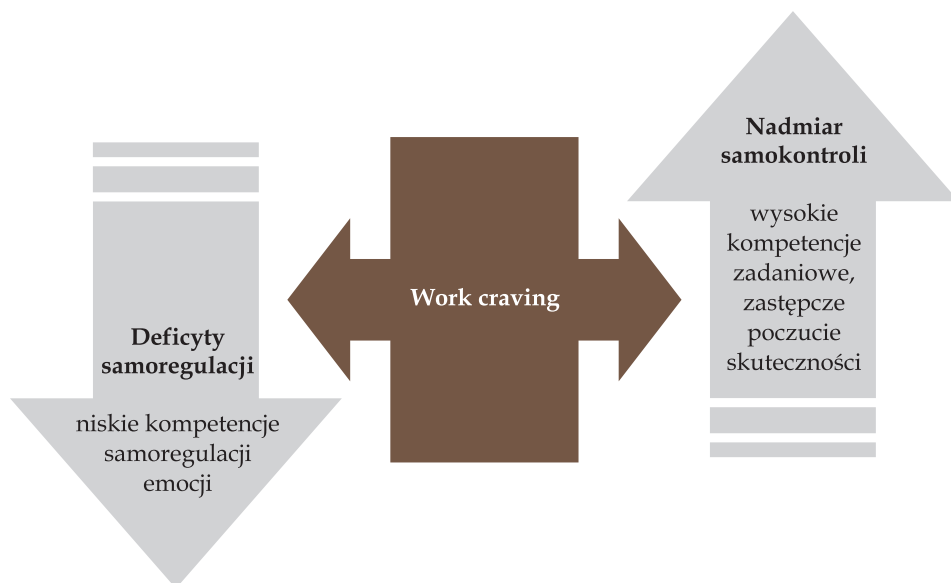 Deficyty
samoregulacji
niskie kompetencje
samoregulacji
emocji
Work craving
Nadmiar
samokontroli
wysokie
kompetencje
zadaniowe,
zastępcze
poczucie
skuteczności